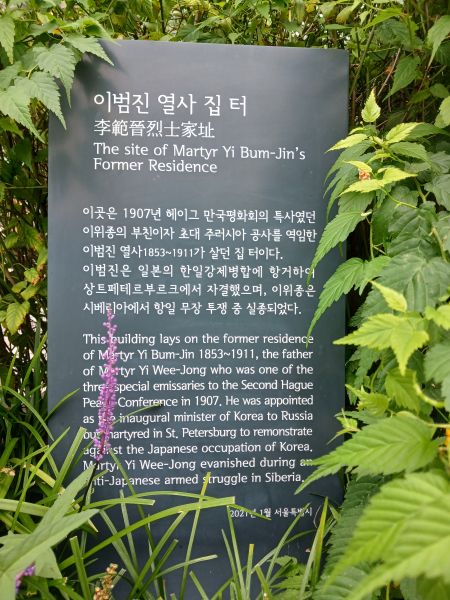 이범진 열사 집 터
李範晉烈士家址
The site of Martyr Yi Bum-Jin's
Former Residence
이곳은 1907년 헤이그 만국평화회의 특사였던
이위종의 부친이자 초대 주러시아 공사를 역임한
이범진 열사1853~1911가 살던 집 터이다.
이범진은 일본의 한일강제병합에 항거하여
상트페테르부르크에서 자결했으며, 이위종은
시베리아에서 항일 무장 투쟁 중 실종되었다.
This building lays on the former residence
of Martyr Yi Bum-Jin 1853~1911, the father
of Martyr Yi Wee-Jong who was one of the
three special emissaries to the Second Hague
Peace Conference in 1907. He was appointed
as the inaugural minister of Korea to Russia
but martyred in St. Petersburg to remonstrate
against the Japanese occupation of Korea.
Martyr Yi Wee-Jong evanished during an
anti-Japanese armed struggle in Siberia.
2021년 1월 서울특별시